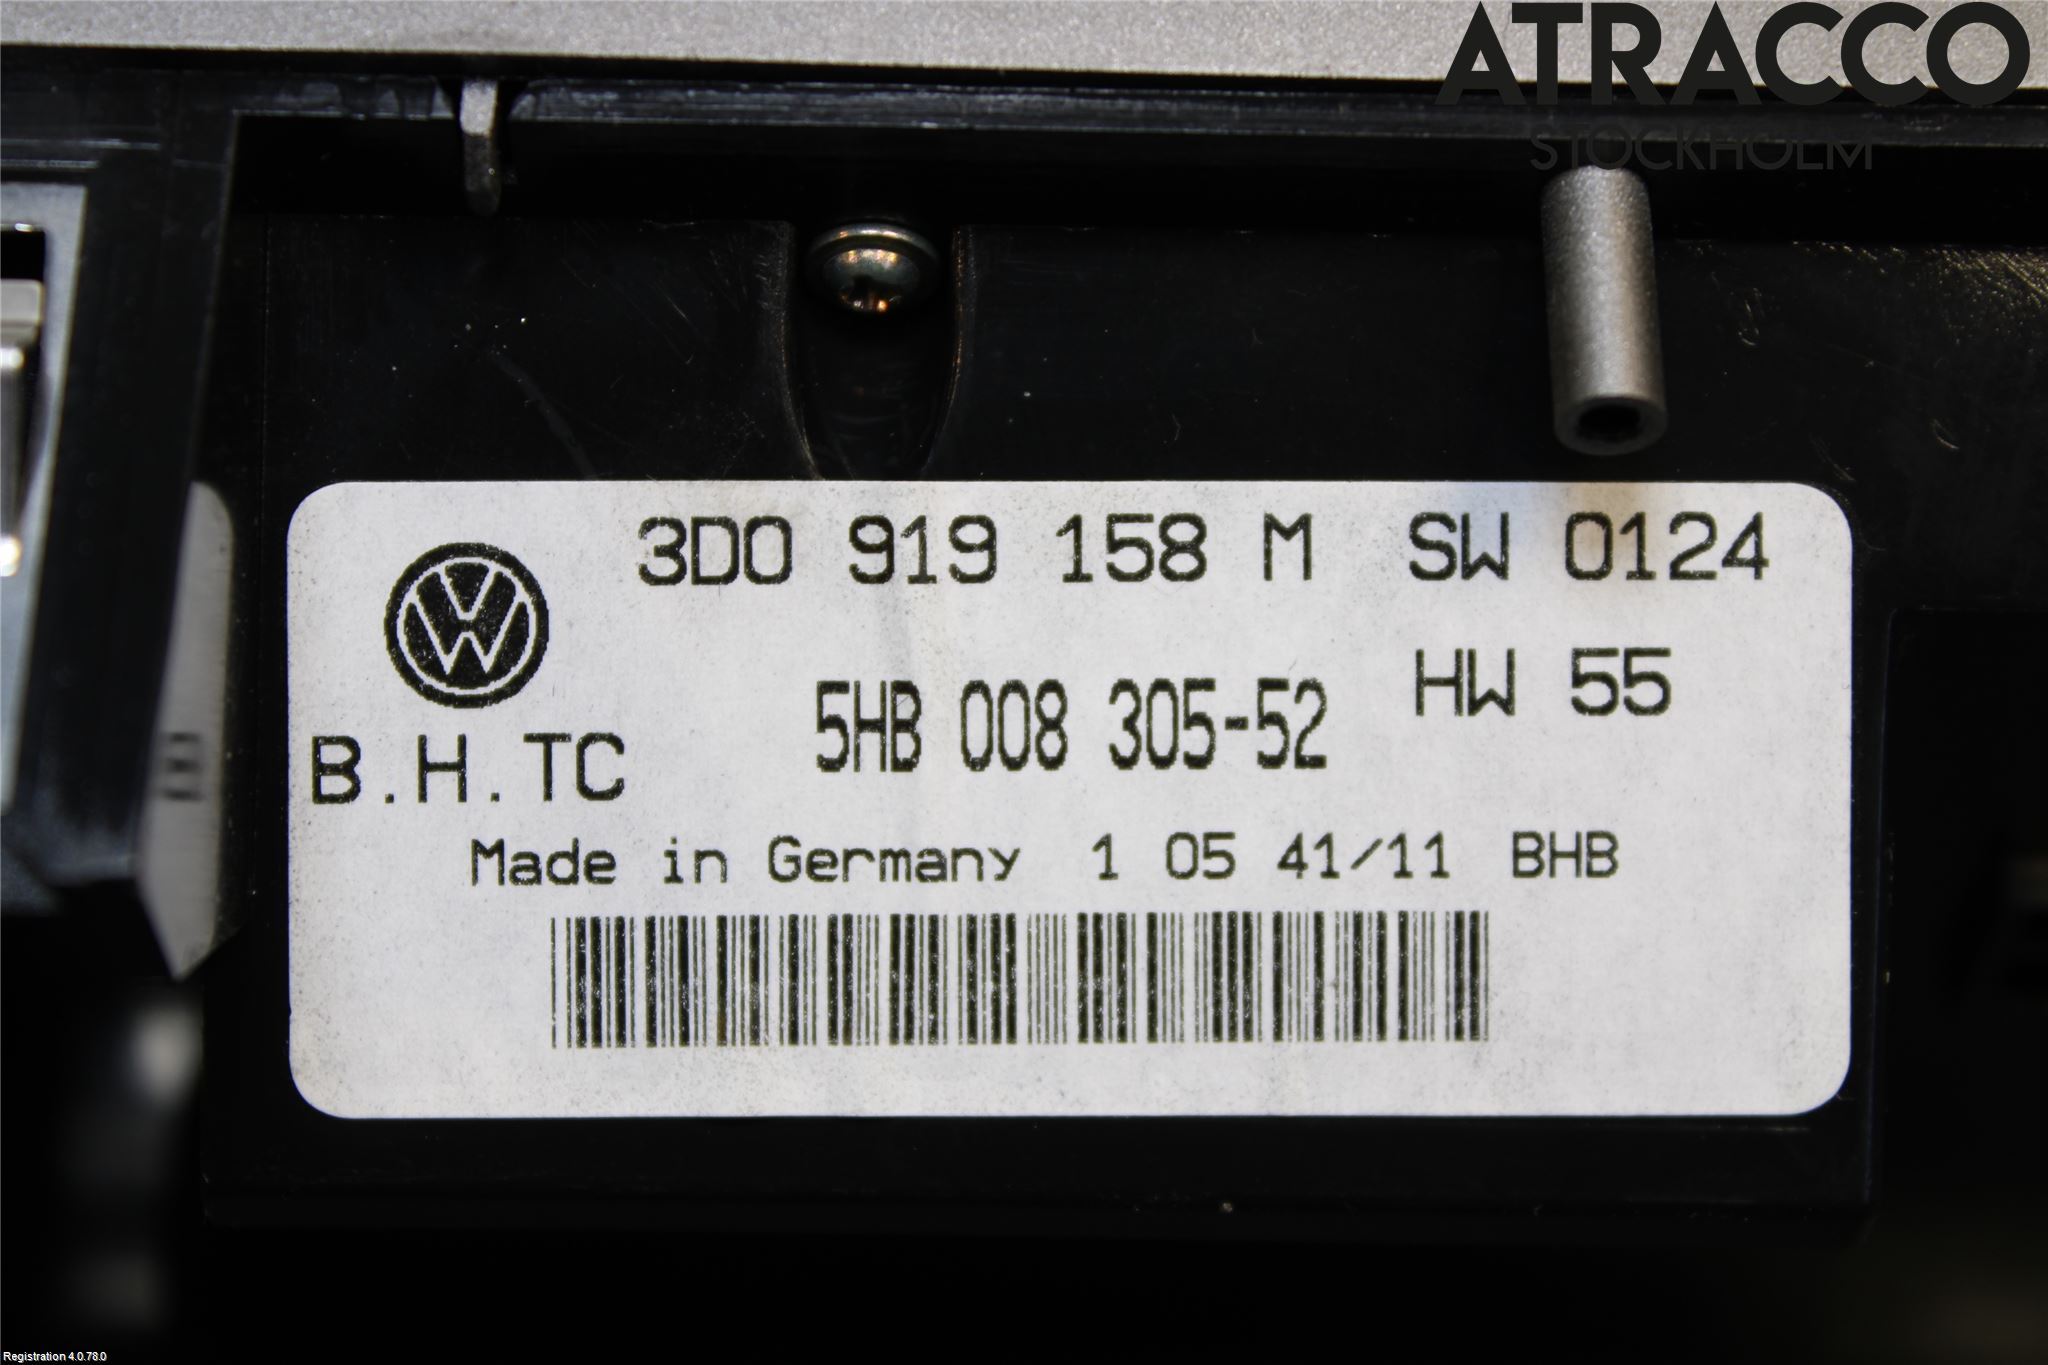 ATRACCO
STOCKHOLM
3D0 919 158 M SW 0124
HW 55
5HB 008 305-52
B.H.TC
Made in Germany 1 05 41/11 BHB
Registration 4.0.78.0